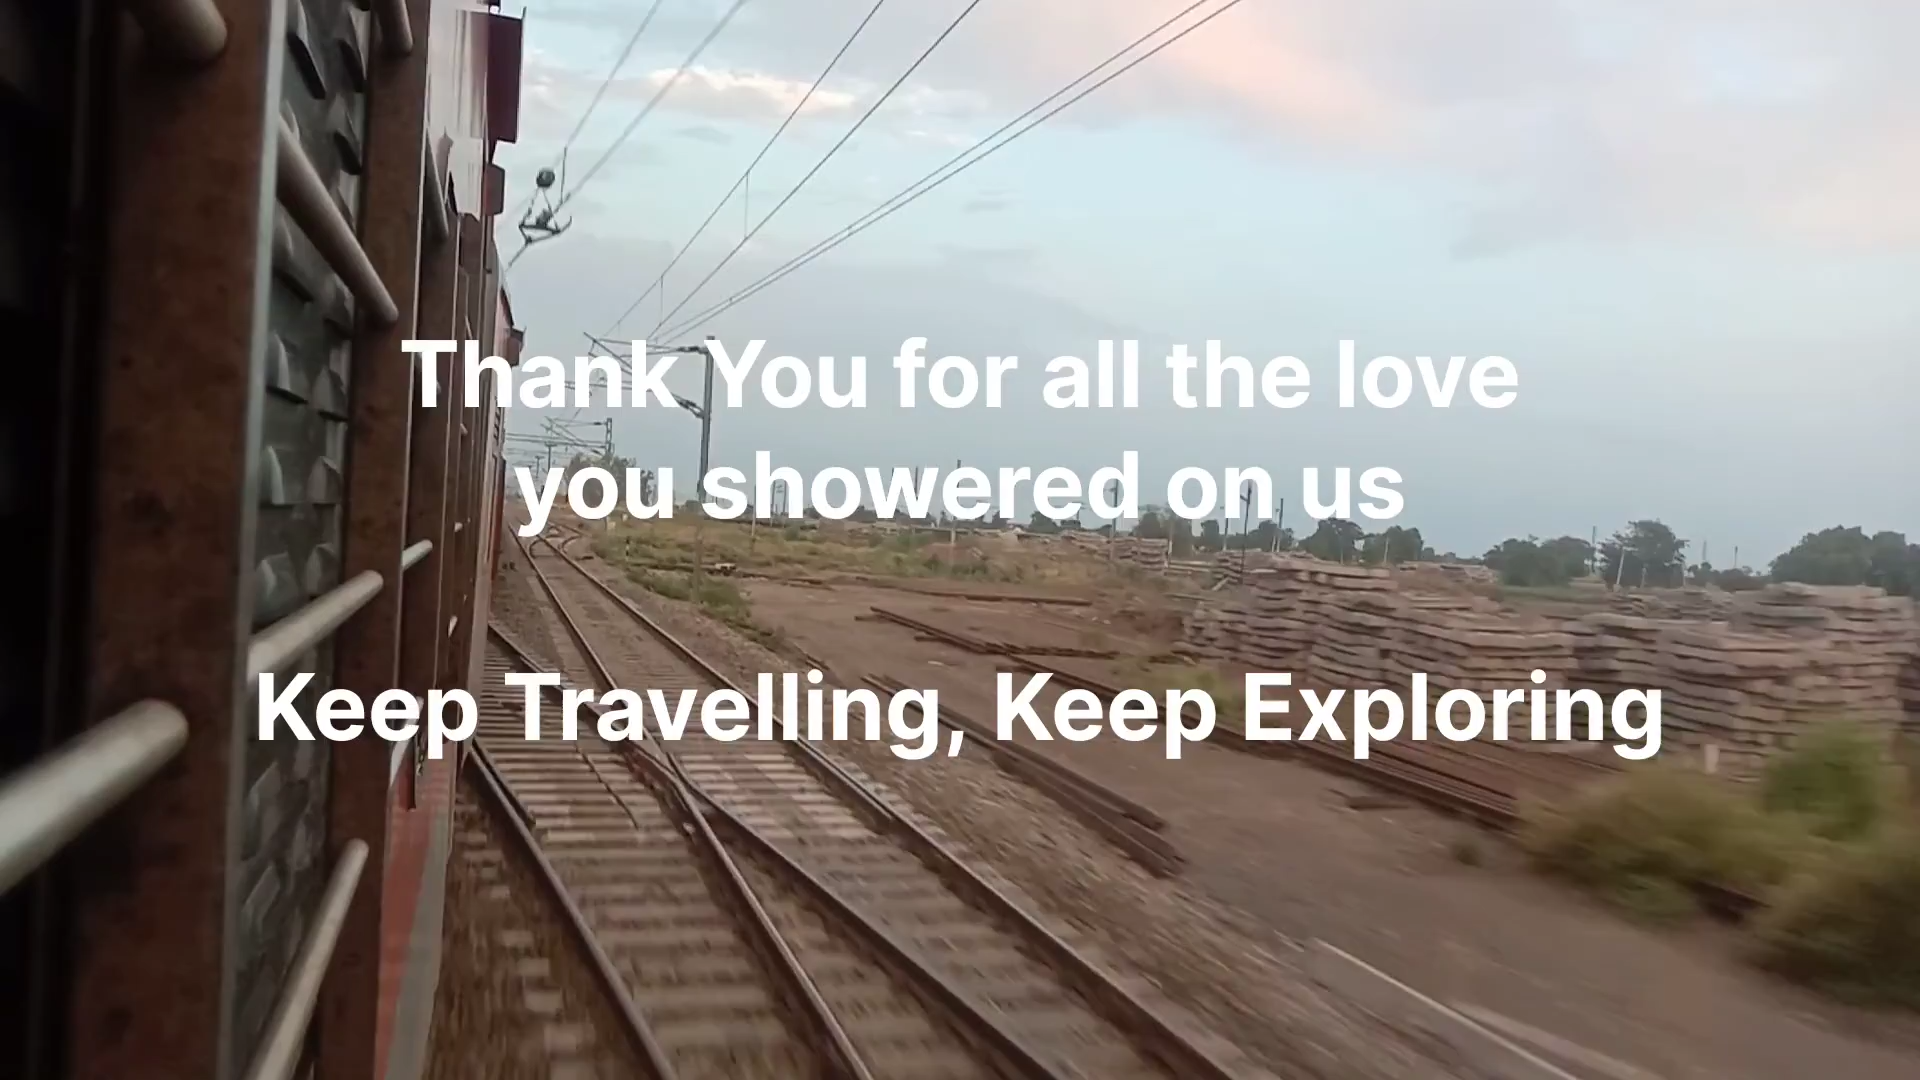 Thank You for all the love
you showered on us
Keep Travelling, Keep Exploring